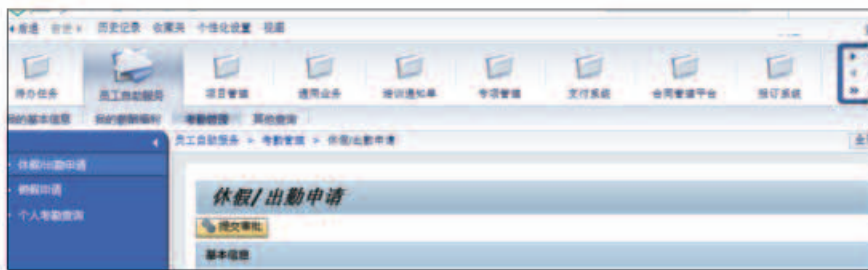 后退 前进 历史记录 收藏夹 个性化设置 视图
待办任务 员工自助服务 项目管理 通用业务 培训通知单 专项管理 支付系统 合同管理平台 报订系统
我的基本信息 我的薪酬福利 考勤管理 其他查询
员工自助服务 > 考勤管理 > 休假/出勤申请
休假/出勤申请
销假申请
个人考勤查询
休假/出勤申请
提交审批
基本信息